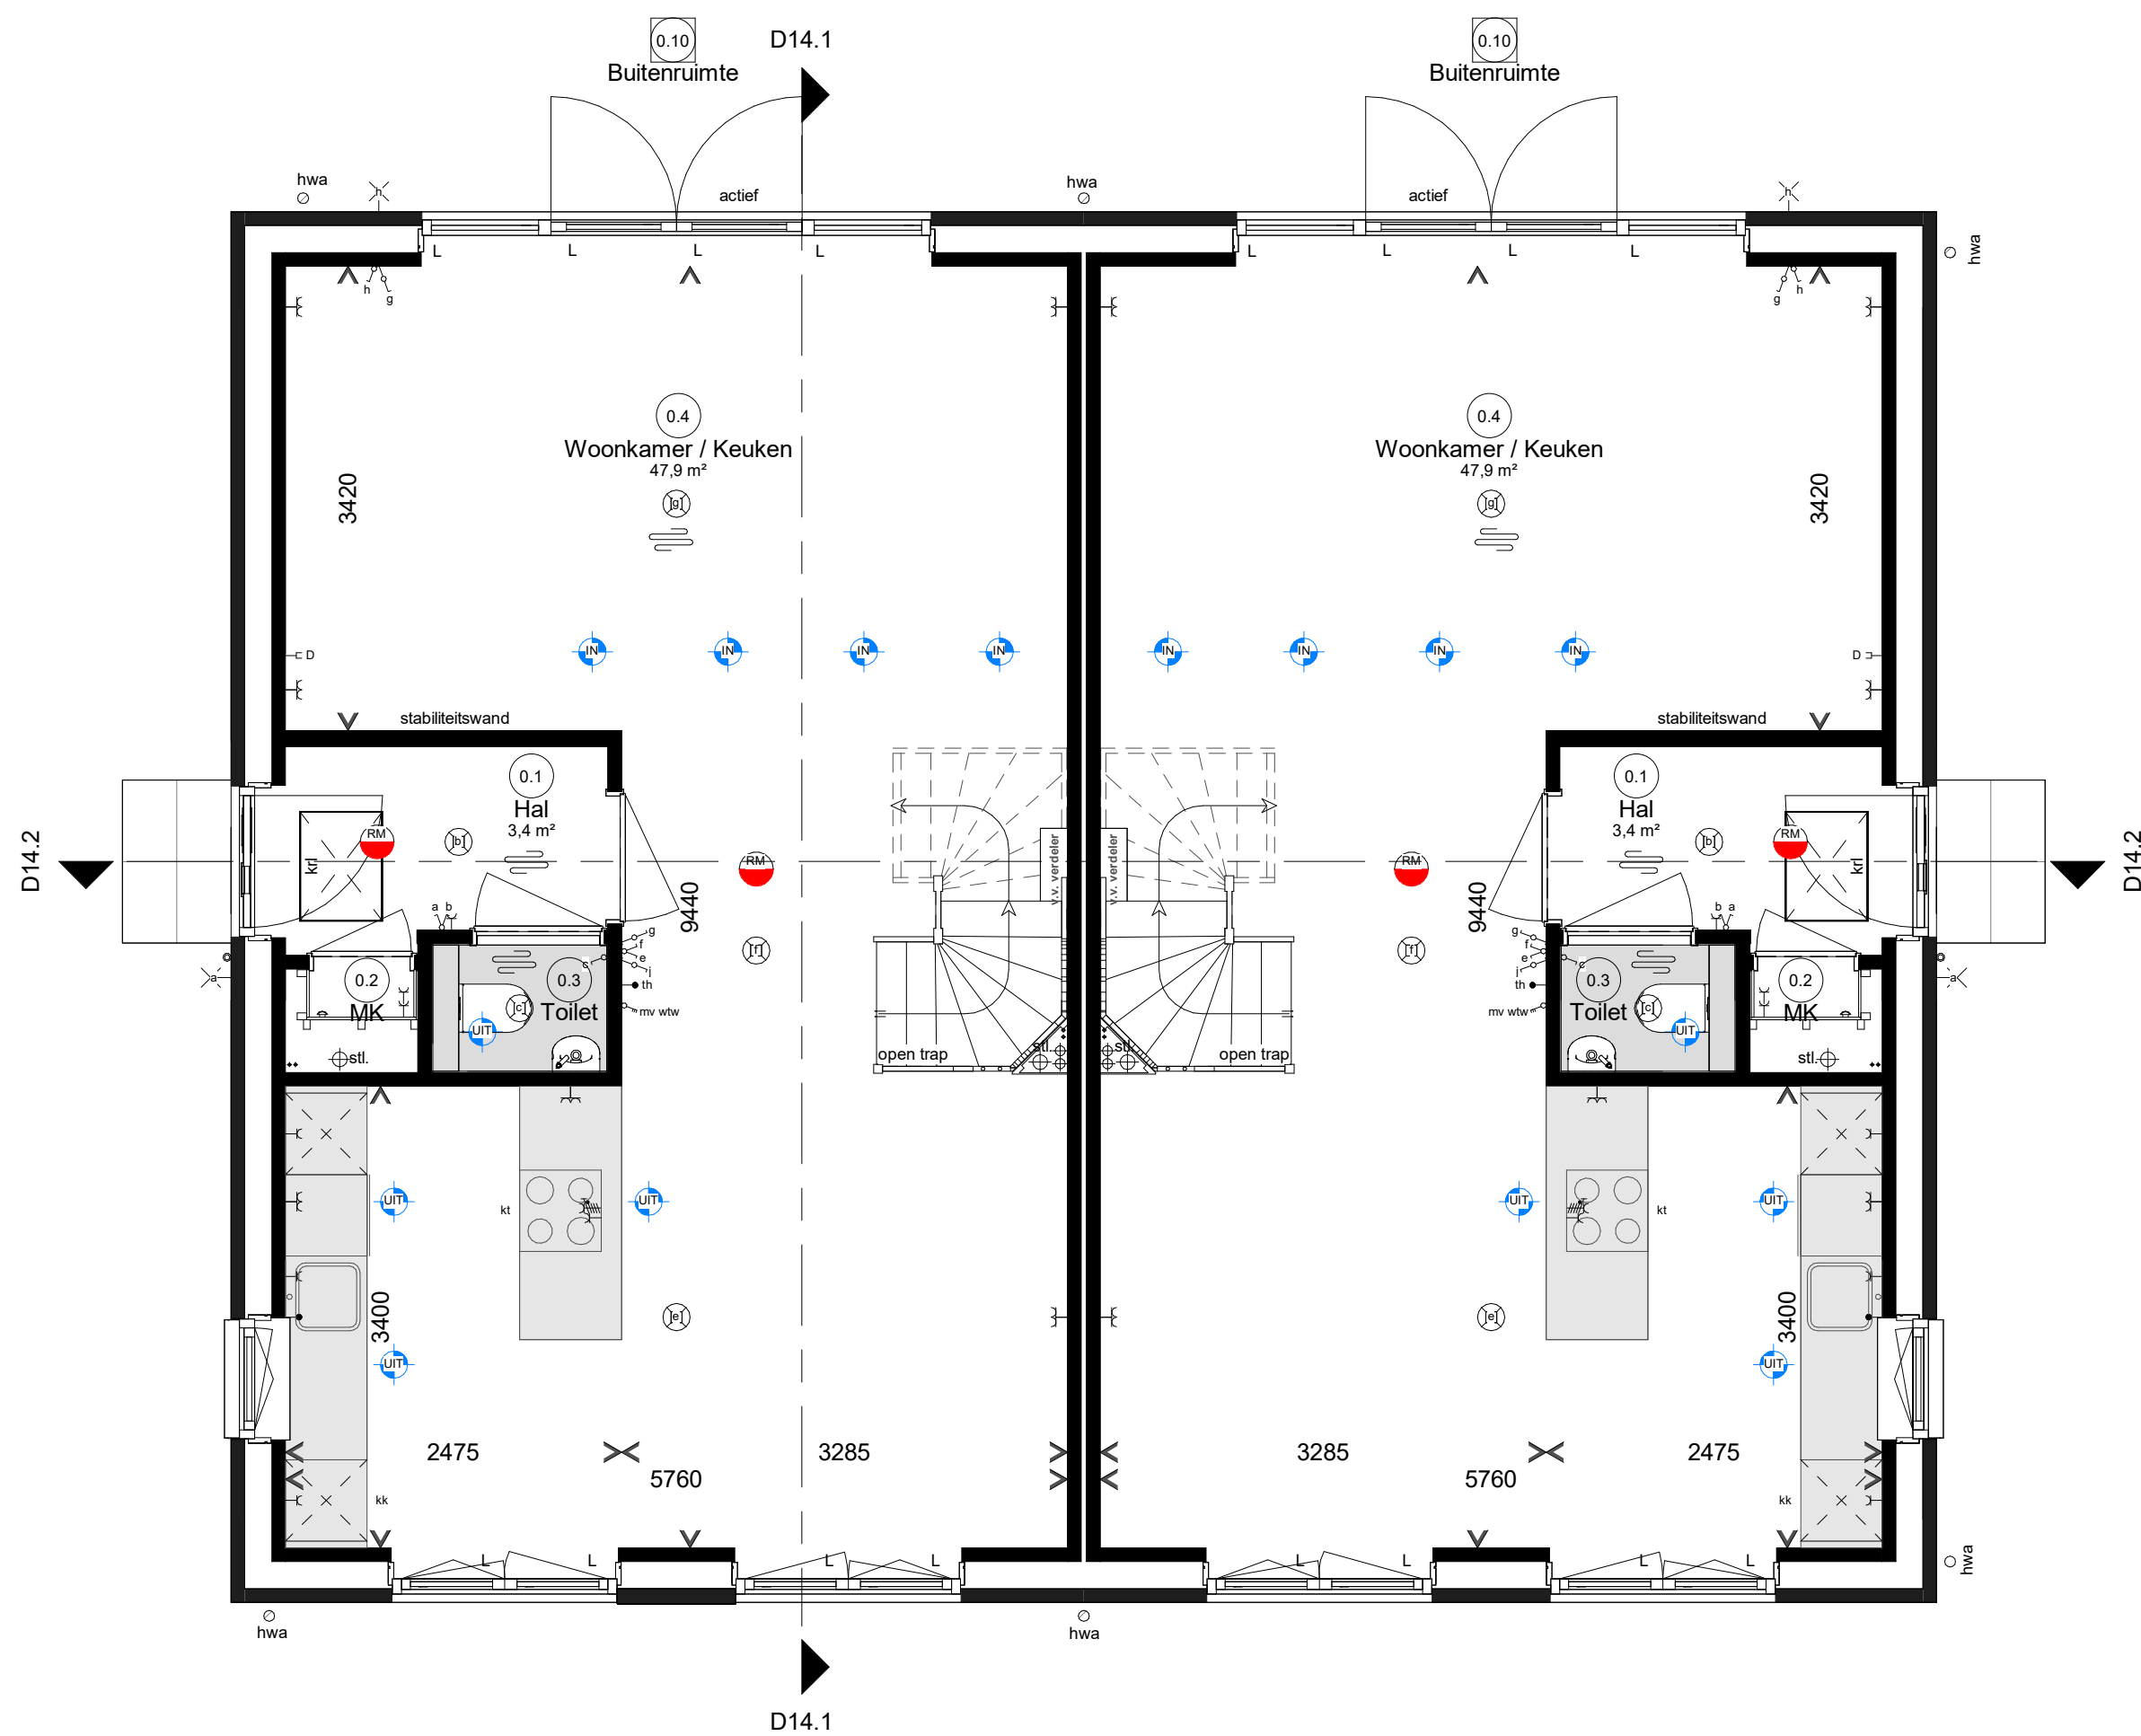 0.10
D14.1
0.10
Buitenruimte
Buitenruimte
hwa
h
actief
hwa
actief
h
hwa
L
L
L
L
L
L
L
L
h
g
g
h
0.4
0.4
Woonkamer / Keuken
Woonkamer / Keuken
47,9 m²
47,9 m²
3420
g
g
3420
D
IN
IN
IN
IN
IN
IN
IN
IN
D
stabiliteitswand
stabiliteitswand
0.1
0.1
Hal
Hal
3,4 m²
3,4 m²
D14.2
krl
RM
b
RM
v.v. verdeler
v.v. verdeler
RM
b
RM
krl
D14.2
9440
9440
a b
b a
g
f
e
j
th
mv wtw
c
f
f
g
f
e
j
th
mv wtw
c
a
0.2
MK
0.3
Toilet
c
UIT
0.3
Toilet
c
UIT
0.2
MK
a
stl.
open trap
stl.
stl.
open trap
stl.
UIT
kt
UIT
UIT
kt
UIT
3400
UIT
e
e
3400
UIT
2475
3285
3285
2475
5760
5760
kk
kk
L
L
L
L
L
L
L
L
hwa
hwa
hwa
D14.1